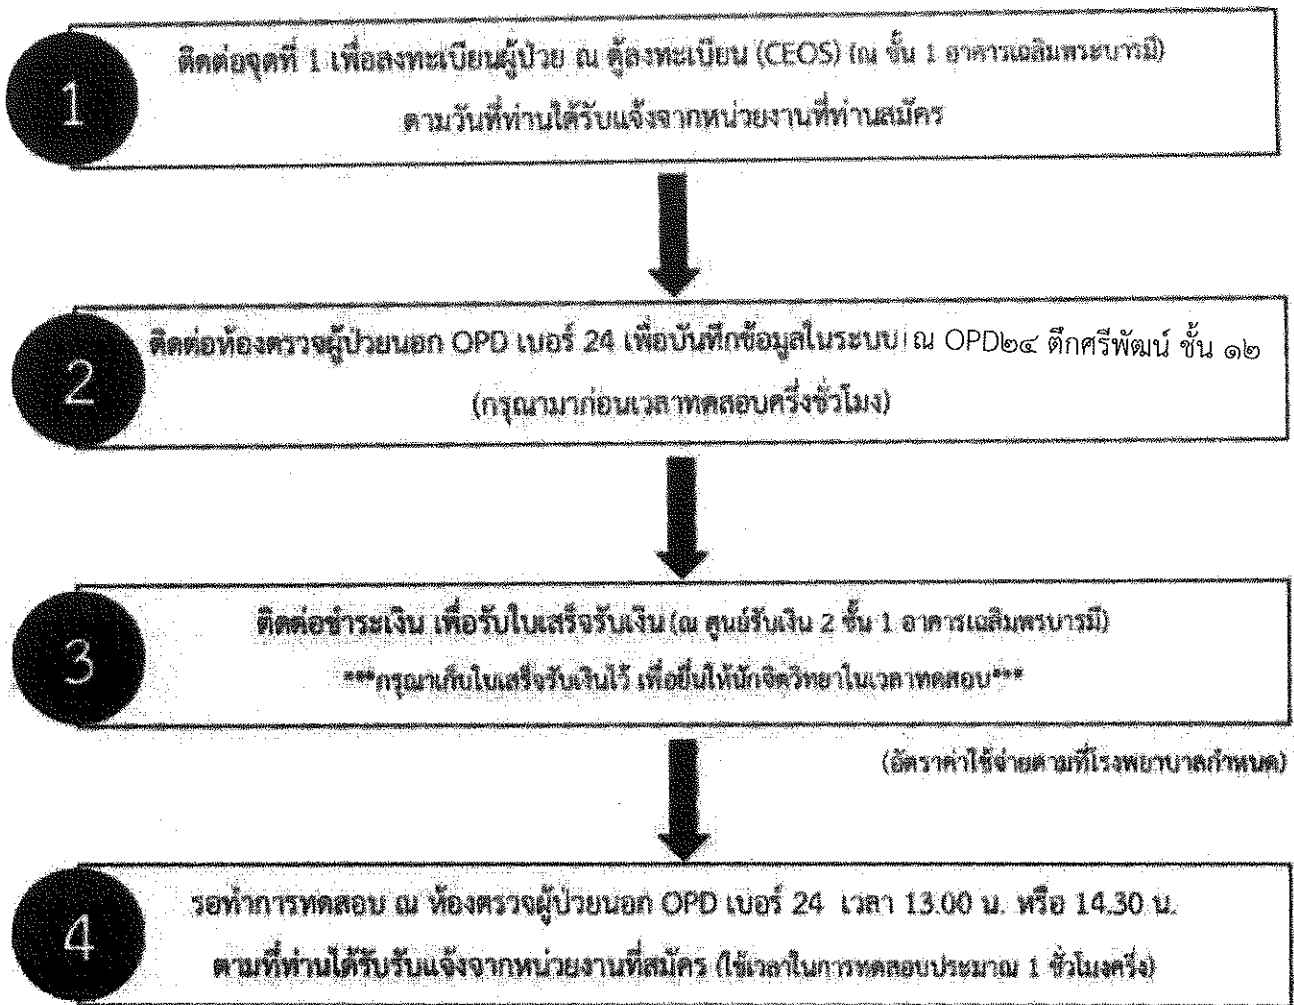 1
ติดต่อจุดที่ 1 เพื่อลงทะเบียนผู้ป่วย ณ ตู้ลงทะเบียน (CEOS) (ณ ชั้น 1 อาคารเฉลิมพระบารมี)
ตามวันที่ท่านได้รับแจ้งจากหน่วยงานที่ท่านสมัคร
2
ติดต่อห้องตรวจผู้ป่วยนอก OPD เบอร์ 24 เพื่อบันทึกข้อมูลในระบบ ณ OPD๒๔ ตึกศรีพัฒน์ ชั้น ๑๒
(กรุณามาก่อนเวลาทดสอบครึ่งชั่วโมง)
3
ติดต่อชำระเงิน เพื่อรับใบเสร็จรับเงิน (ณ ศูนย์รับเงิน 2 ชั้น 1 อาคารเฉลิมพรบารมี)
***กรุณาเก็บใบเสร็จรับเงินไว้ เพื่อยื่นให้นักจิตวิทยาในเวลาทดสอบ***
(อัตราค่าใช้จ่ายตามที่โรงพยาบาลกำหนด)
4
รอทำการทดสอบ ณ ห้องตรวจผู้ป่วยนอก OPD เบอร์ 24 เวลา 13.00 น. หรือ 14.30 น.
ตามที่ท่านได้รับรับแจ้งจากหน่วยงานที่สมัคร (ใช้เวลาในการทดสอบประมาณ 1 ชั่วโมงครึ่ง)